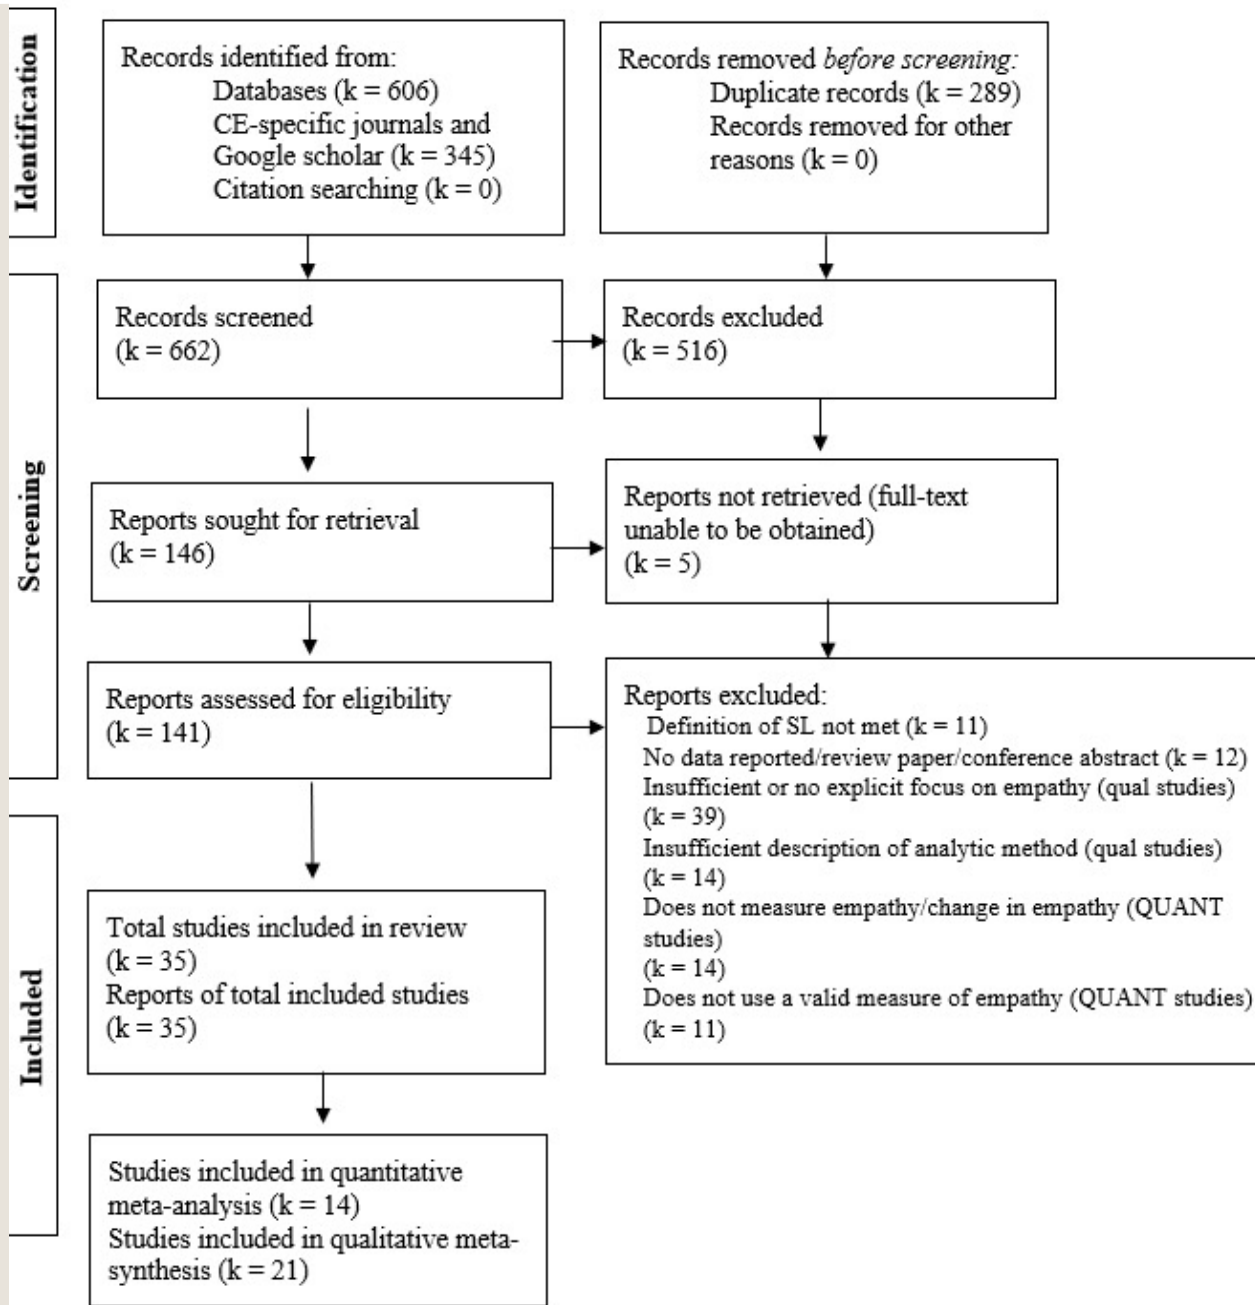 Identification
Records identified from:
Databases (k = 606)
CE-specific journals and
Google scholar (k = 345)
Citation searching (k = 0)
Records removed before screening:
Duplicate records (k = 289)
Records removed for other
reasons (k = 0)
Screening
Records screened
(k = 662)
Records excluded
(k = 516)
Reports sought for retrieval
(k = 146)
Reports not retrieved (full-text
unable to be obtained)
(k = 5)
Reports assessed for eligibility
(k = 141)
Reports excluded:
Definition of SL not met (k = 11)
No data reported/review paper/conference abstract (k = 12)
Insufficient or no explicit focus on empathy (qual studies)
(k = 39)
Insufficient description of analytic method (qual studies)
(k = 14)
Does not measure empathy/change in empathy (QUANT
studies)
(k = 14)
Does not use a valid measure of empathy (QUANT studies)
(k = 11)
Included
Total studies included in review
(k = 35)
Reports of total included studies
(k = 35)
Studies included in quantitative
meta-analysis (k = 14)
Studies included in qualitative meta-
synthesis (k = 21)